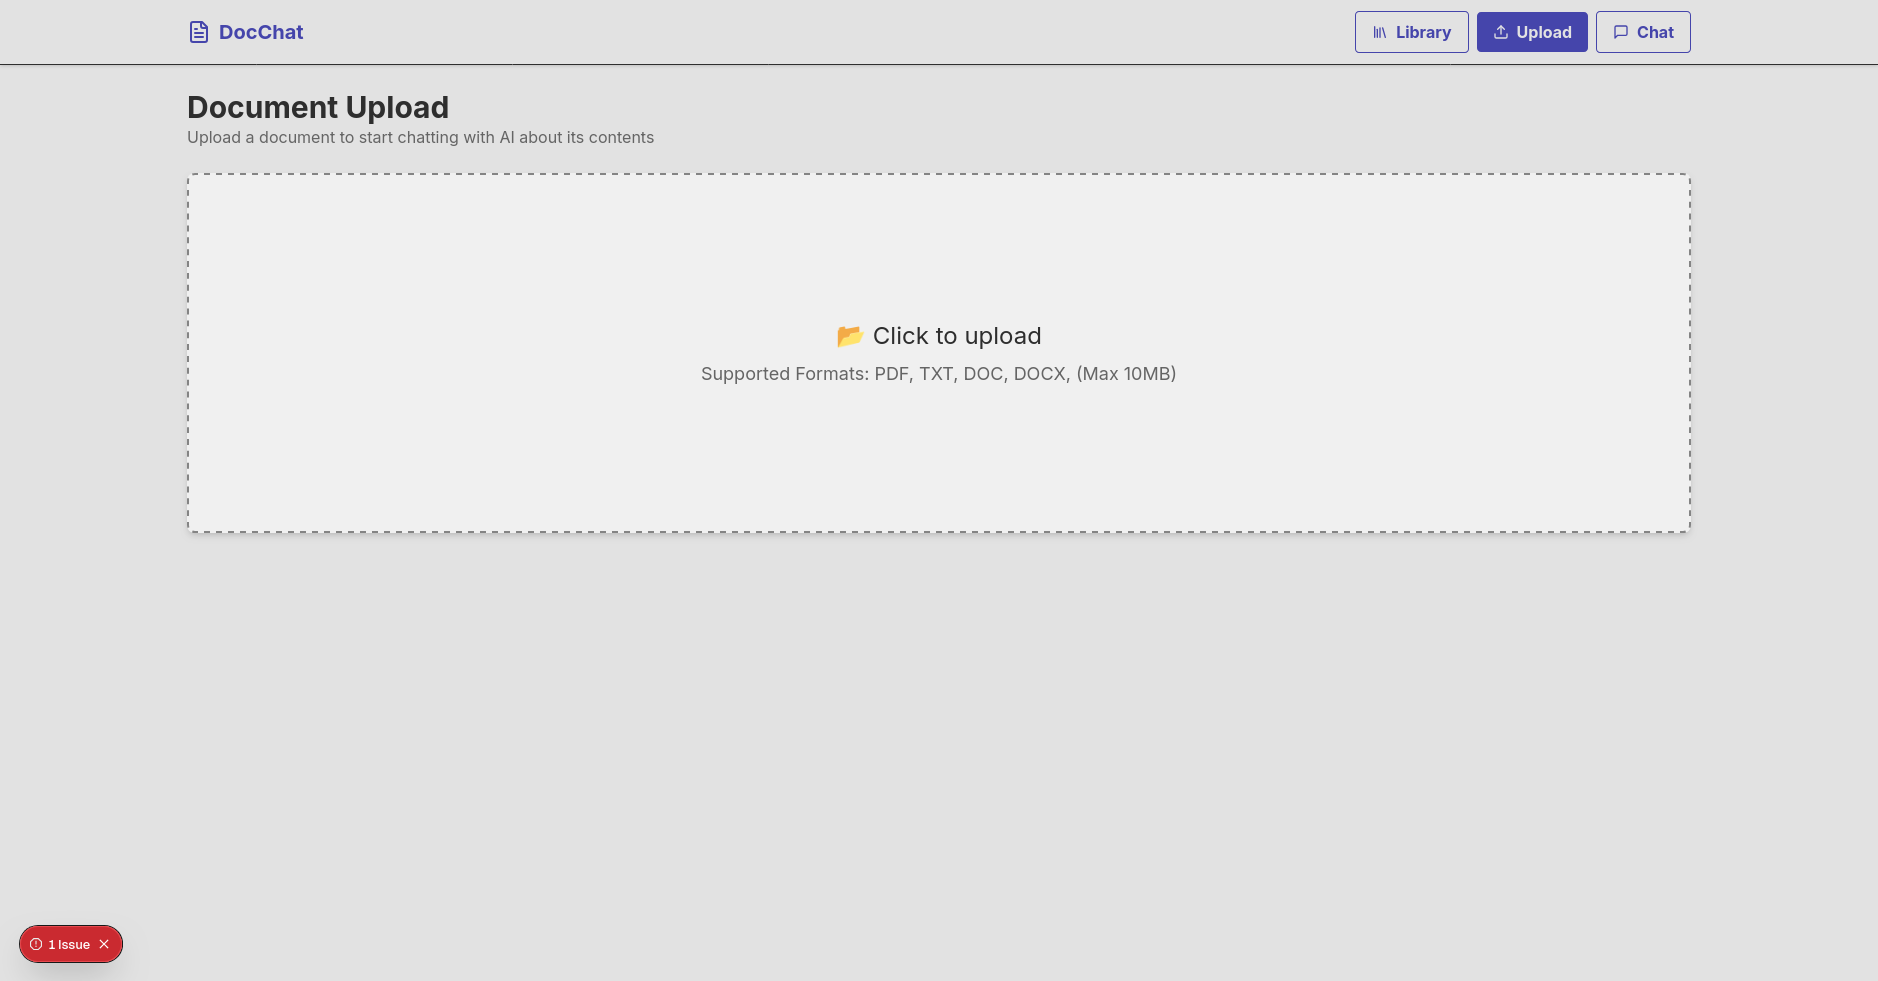 DocChat
Library
Upload
Chat
Document Upload
Upload a document to start chatting with AI about its contents
📂 Click to upload
Supported Formats: PDF, TXT, DOC, DOCX, (Max 10MB)
1 Issue